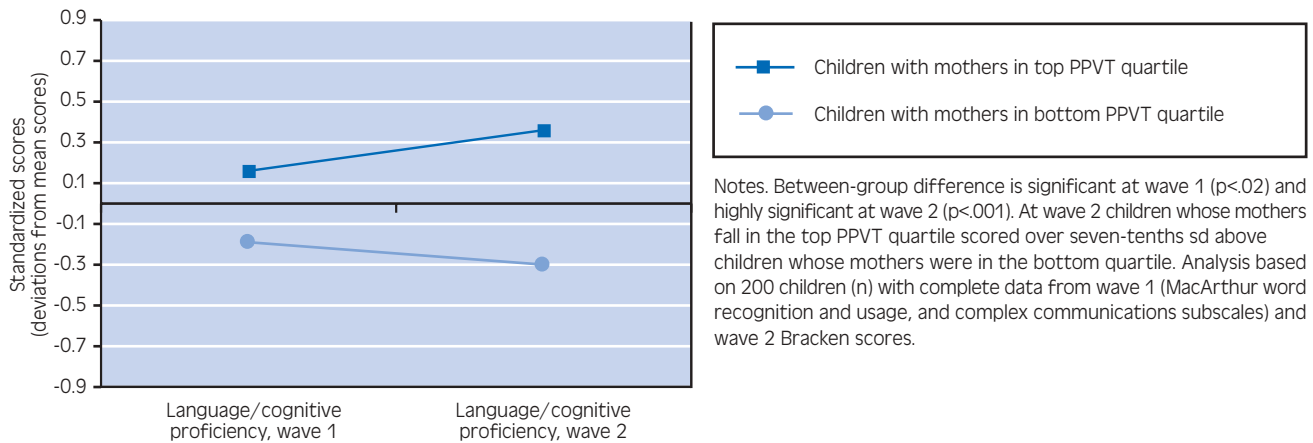 0.9
0.7
0.5
0.3
0.1
-0.1
-0.3
-0.5
-0.7
-0.9
Standardized scores
(deviations from mean scores)
Language/cognitive
proficiency, wave 1
Language/cognitive
proficiency, wave 2
Children with mothers in top PPVT quartile
Children with mothers in bottom PPVT quartile
Notes. Between-group difference is significant at wave 1 (p<.02) and
highly significant at wave 2 (p<.001). At wave 2 children whose mothers
fall in the top PPVT quartile scored over seven-tenths sd above
children whose mothers were in the bottom quartile. Analysis based
on 200 children (n) with complete data from wave 1 (MacArthur word
recognition and usage, and complex communications subscales) and
wave 2 Bracken scores.